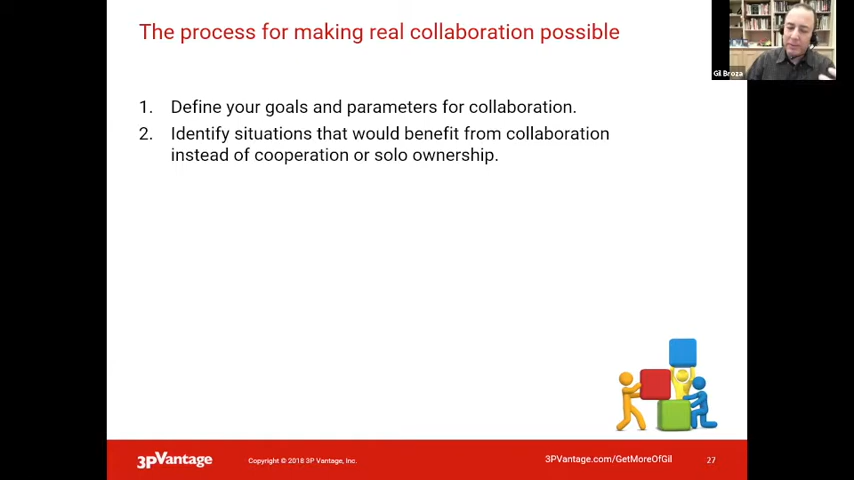 The process for making real collaboration possible
Gil Broza
1. Define your goals and parameters for collaboration.
2. Identify situations that would benefit from collaboration
instead of cooperation or solo ownership.
3pVantage
Copyright © 2018 3P Vantage, Inc.
3PVantage.com/GetMoreOfGil
27